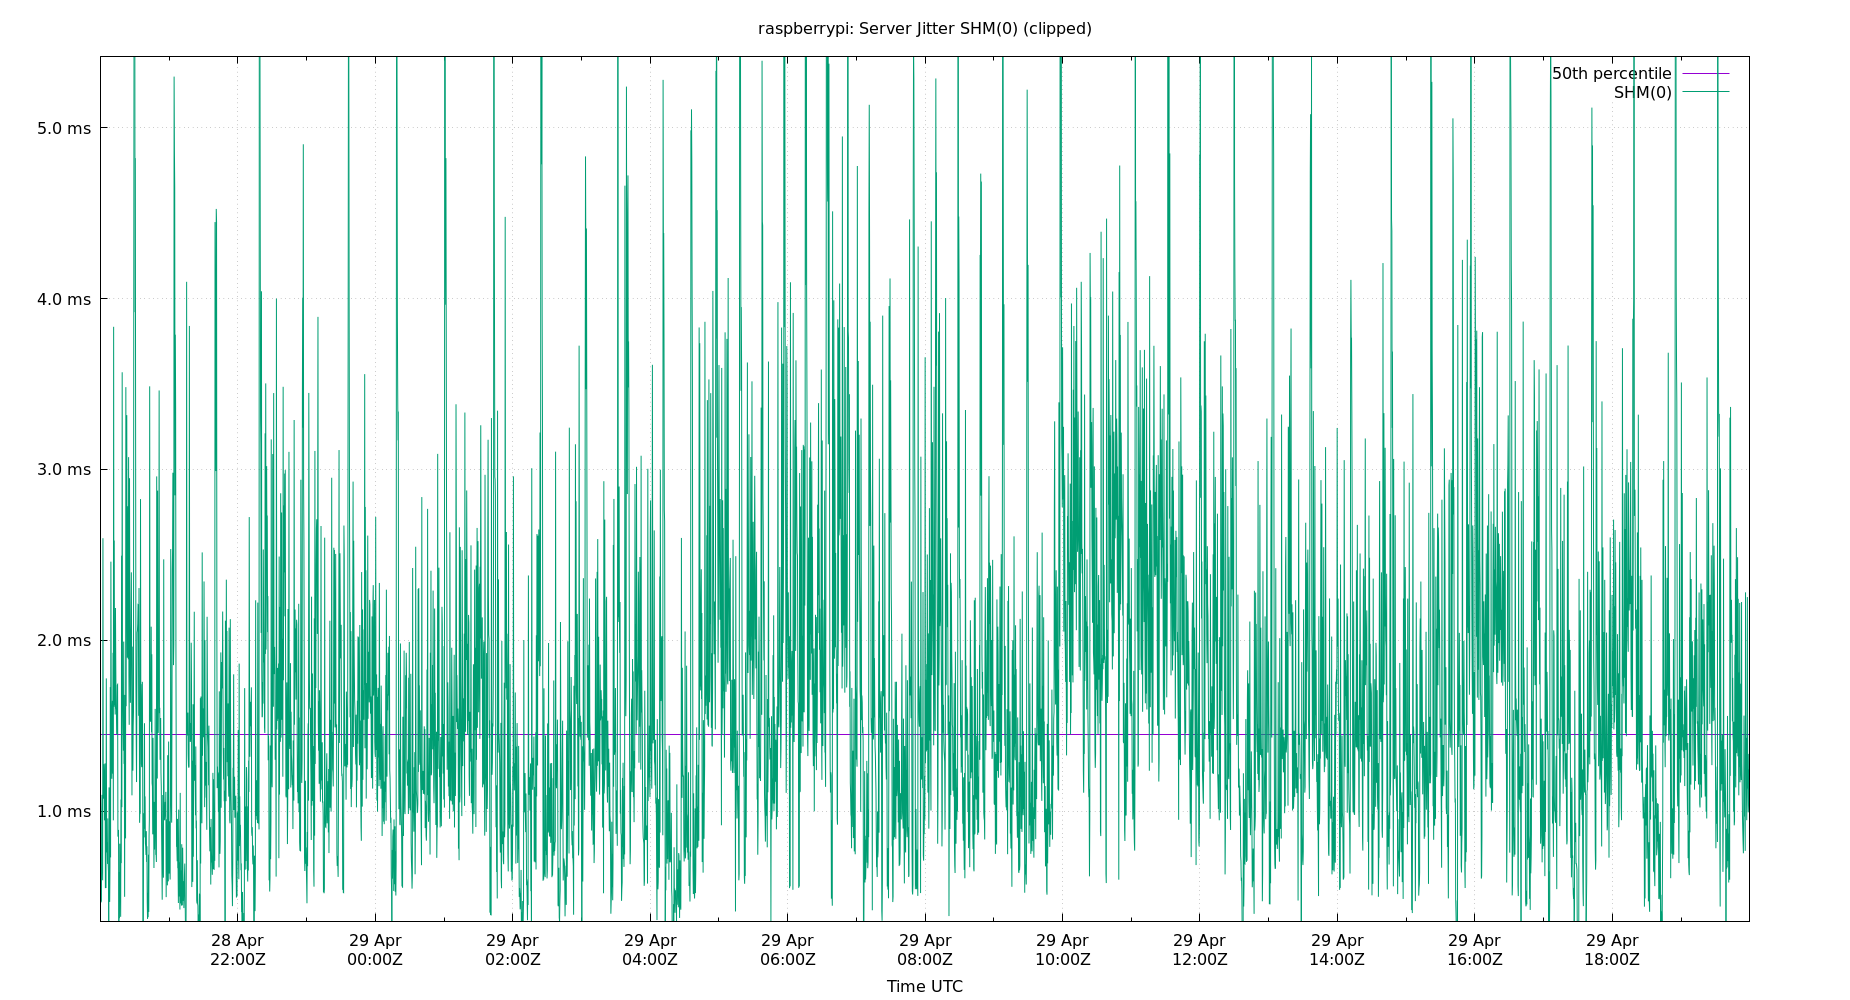 raspberrypi: Server Jitter SHM(0) (clipped)
50th percentile
SHM(0)
5.0 ms
4.0 ms
3.0 ms
2.0 ms
1.0 ms
28 Apr 29 Apr 29 Apr 29 Apr 29 Apr 29 Apr 29 Apr 29 Apr 29 Apr 29 Apr 29 Apr
22:00Z 00:00Z 02:00Z 04:00Z 06:00Z 08:00Z 10:00Z 12:00Z 14:00Z 16:00Z 18:00Z
Time UTC